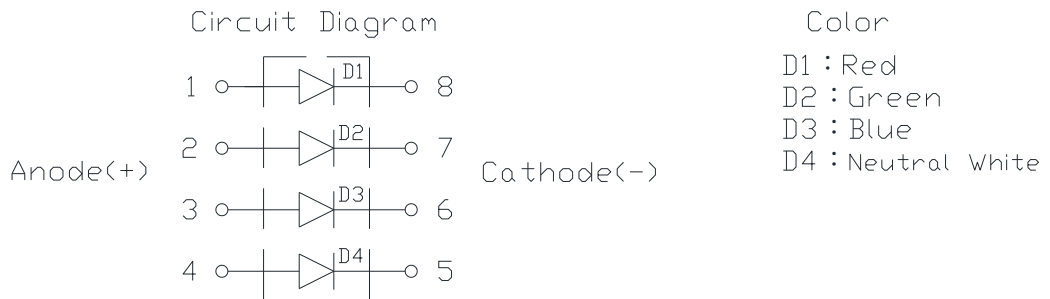 Circuit Diagram
1 D1 8
2 D2 7
3 D3 6
4 D4 5
Anode(+)
Cathode(-)
Color
D1 : Red
D2 : Green
D3 : Blue
D4 : Neutral White